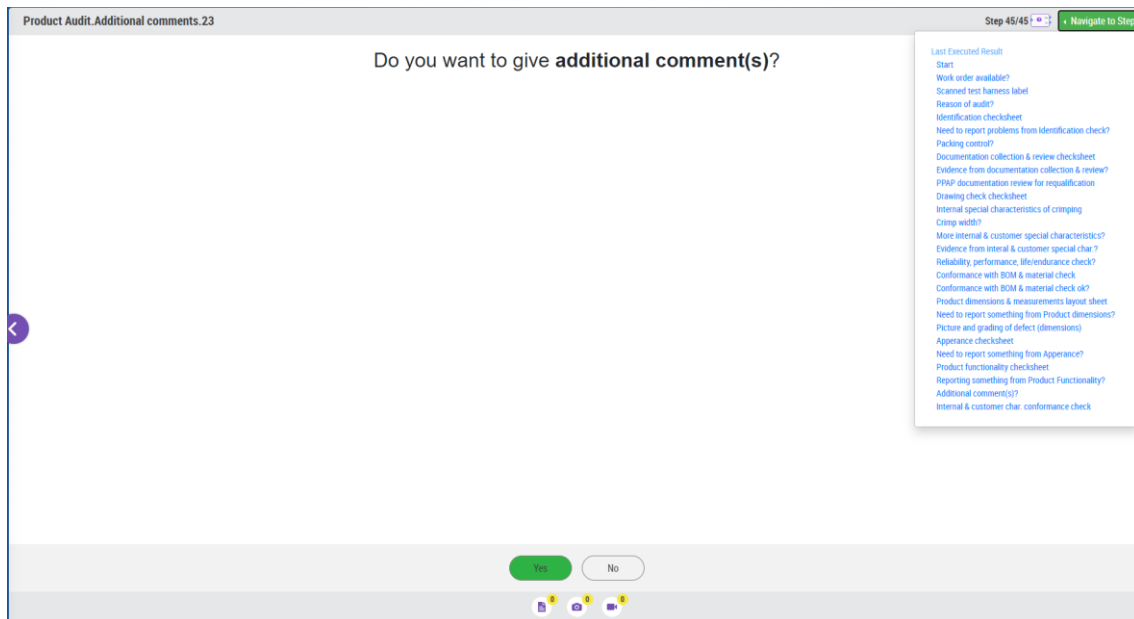 Product Audit.Additional comments.23
Step 45/45
Navigate to Step
Do you want to give additional comment(s)?
Last Executed Result
Start
Work order available?
Scanned test harness label
Reason of audit?
Identification checksheet
Need to report problems from Identification check?
Packing control?
Documentation collection & review checksheet
Evidence from documentation collection & review?
PPAP documentation review for requalification
Drawing check checksheet
Internal special characteristics of crimping
Crimp width?
More internal & customer special characteristics?
Evidence from interal & customer special char.?
Reliability, performance, life/endurance check?
Conformance with BOM & material check
Conformance with BOM & material check ok?
Product dimensions & measurements layout sheet
Need to report something from Product dimensions?
Picture and grading of defect (dimensions)
Apperance checksheet
Need to report something from Apperance?
Product functionality checksheet
Reporting something from Product Functionality?
Additional comment(s)?
Internal & customer char. conformance check
Yes
No
0
0
0